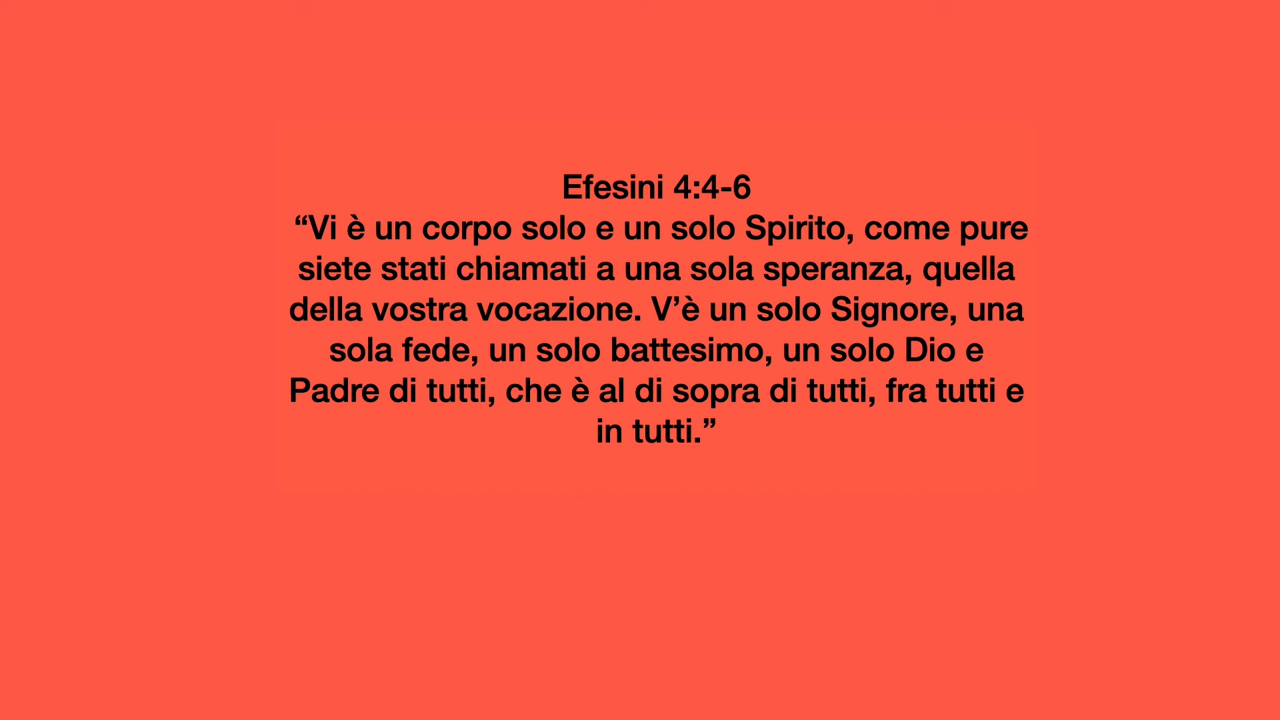 Efesini 4:4-6
“Vi è un corpo solo e un solo Spirito, come pure
siete stati chiamati a una sola speranza, quella
della vostra vocazione. V’è un solo Signore, una
sola fede, un solo battesimo, un solo Dio e
Padre di tutti, che è al di sopra di tutti, fra tutti e
in tutti.”